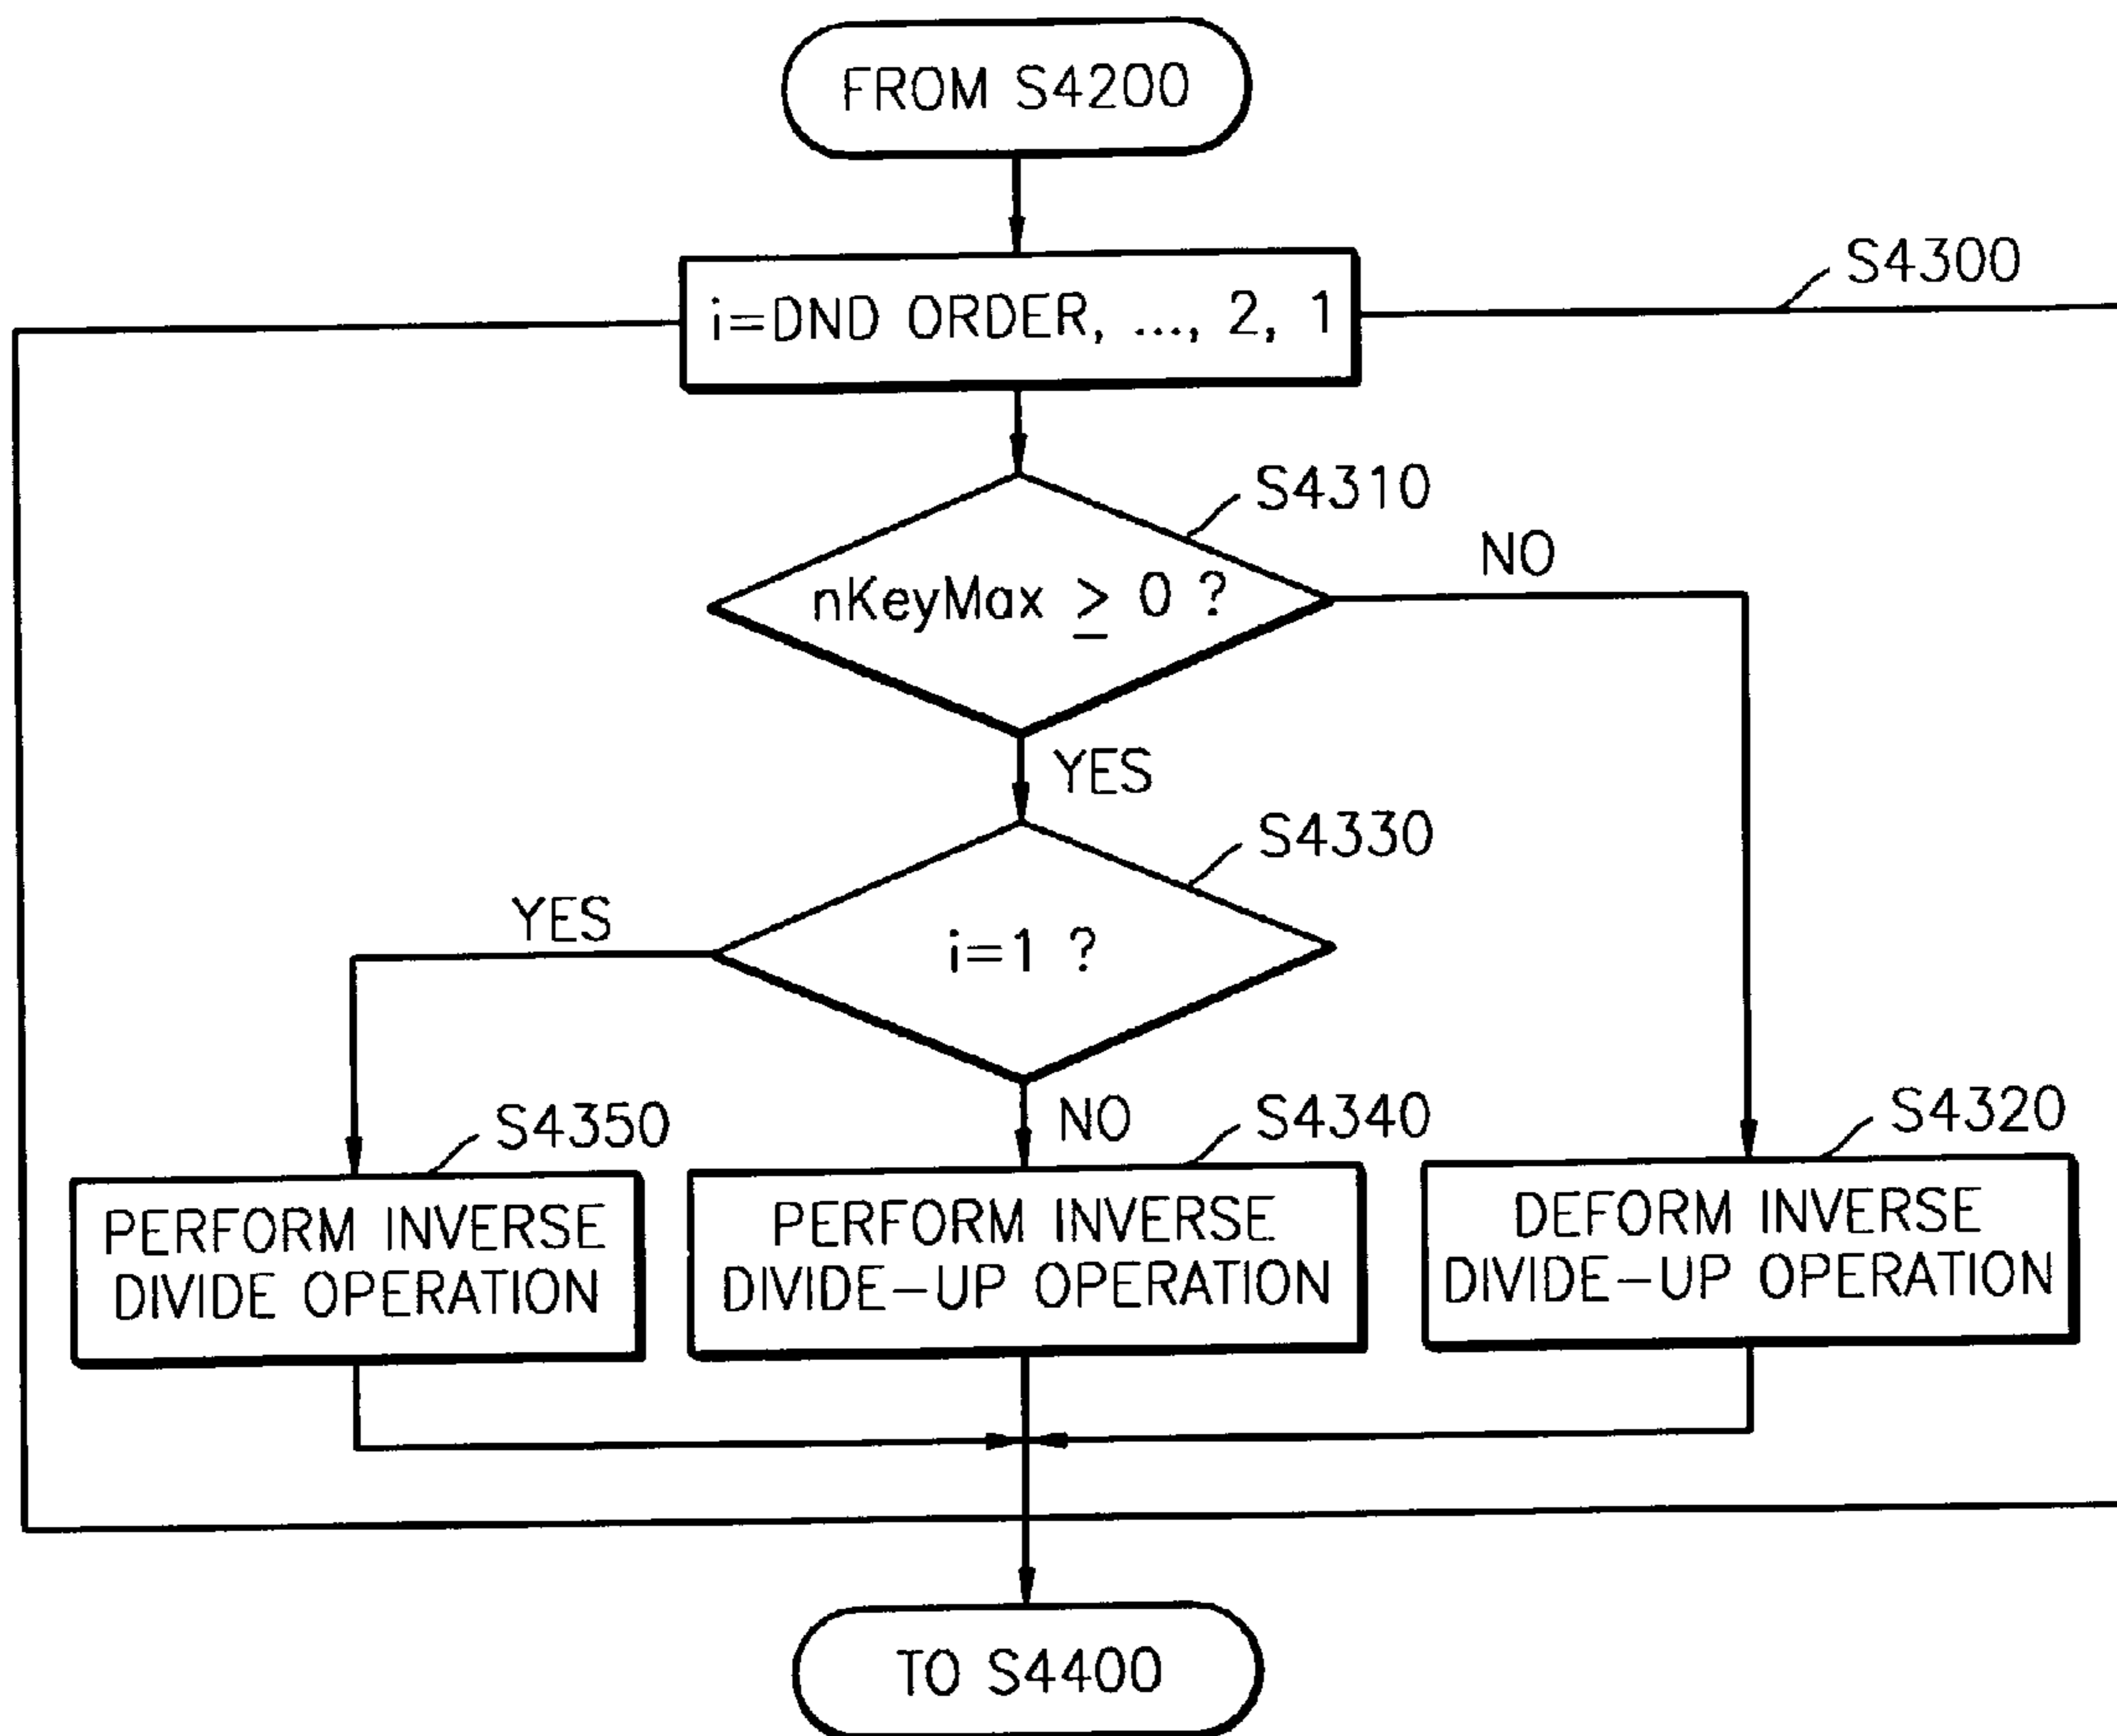 FROM S4200
S4300
i=DND ORDER, ..., 2, 1
S4310
nKeyMax ≥ 0 ?
NO
YES
S4330
YES
i=1 ?
NO
S4350
S4340
S4320
PERFORM INVERSE
DIVIDE OPERATION
PERFORM INVERSE
DIVIDE-UP OPERATION
DEFORM INVERSE
DIVIDE-UP OPERATION
TO S4400